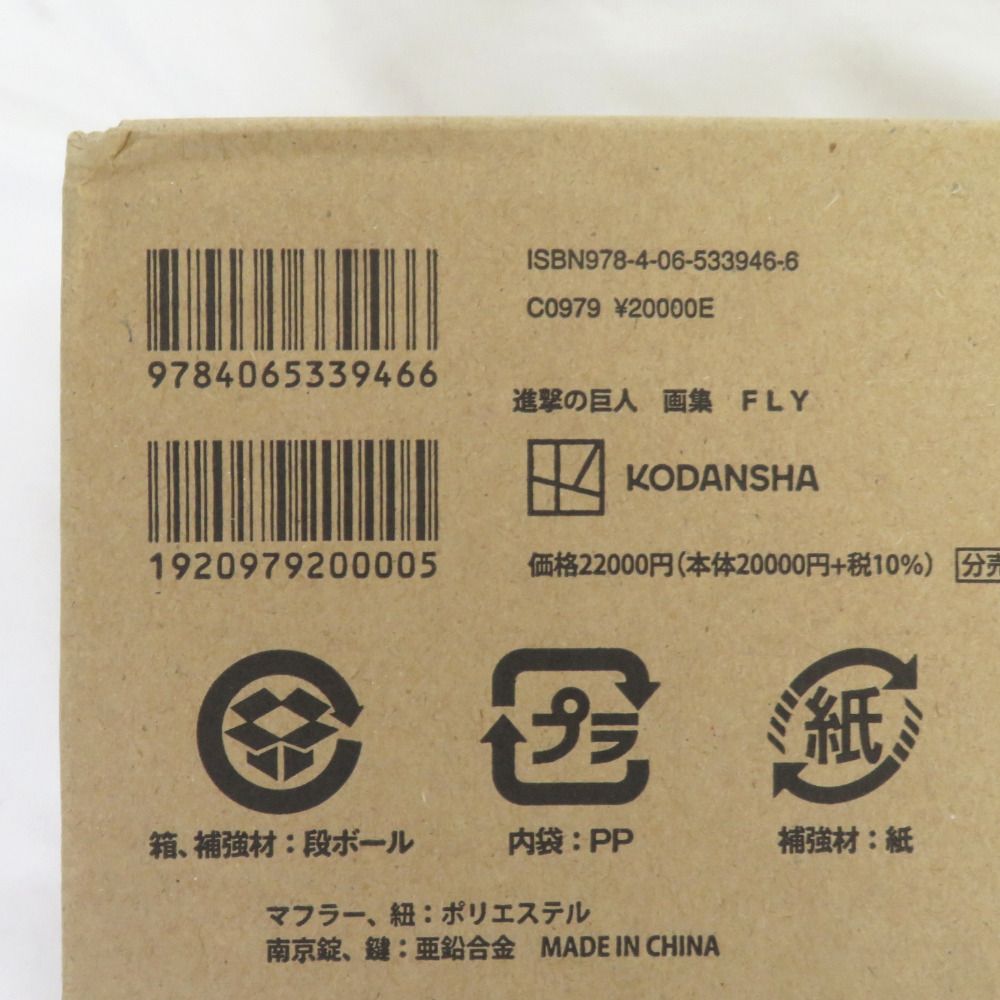 9784065339466
ISBN978-4-06-533946-6
C0979 ¥20000E
1920979200005
進撃の巨人 画集 FLY
KODANSHA
価格22000円(本体20000円+税10%) 分売
プラ
紙
箱、補強材:段ボール
内袋:PP
補強材:紙
マフラー、紐:ポリエステル
南京錠、鍵:亜鉛合金 MADE IN CHINA